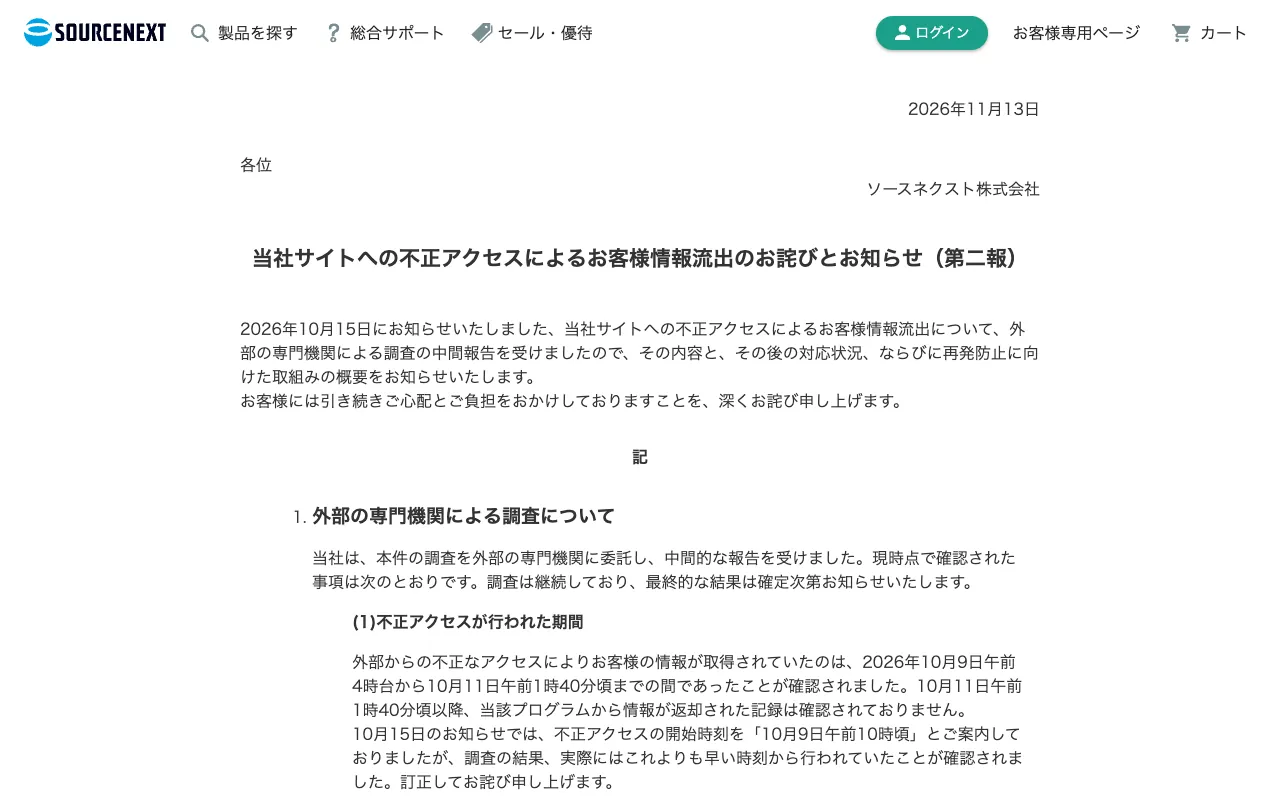 SOURCENEXT 製品を探す 総合サポート セール・優待 ログイン お客様専用ページ カート
2026年11月13日
各位
ソースネクスト株式会社
当社サイトへの不正アクセスによるお客様情報流出のお詫びとお知らせ（第二報）
2026年10月15日にお知らせいたしました、当社サイトへの不正アクセスによるお客様情報流出について、外
部の専門機関による調査の中間報告を受けましたので、その内容と、その後の対応状況、ならびに再発防止に向
けた取組みの概要をお知らせいたします。
お客様には引き続きご心配とご負担をおかけしておりますことを、深くお詫び申し上げます。
記
1. 外部の専門機関による調査について
当社は、本件の調査を外部の専門機関に委託し、中間的な報告を受けました。現時点で確認された
事項は次のとおりです。調査は継続しており、最終的な結果は確定次第お知らせいたします。
(1)不正アクセスが行われた期間
外部からの不正なアクセスによりお客様の情報が取得されていたのは、2026年10月9日午前
4時台から10月11日午前1時40分頃までの間であったことが確認されました。10月11日午前
1時40分頃以降、当該プログラムから情報が返却された記録は確認されておりません。
10月15日のお知らせでは、不正アクセスの開始時刻を「10月9日午前10時頃」とご案内して
おりましたが、調査の結果、実際にはこれよりも早い時刻から行われていたことが確認されま
した。訂正してお詫び申し上げます。